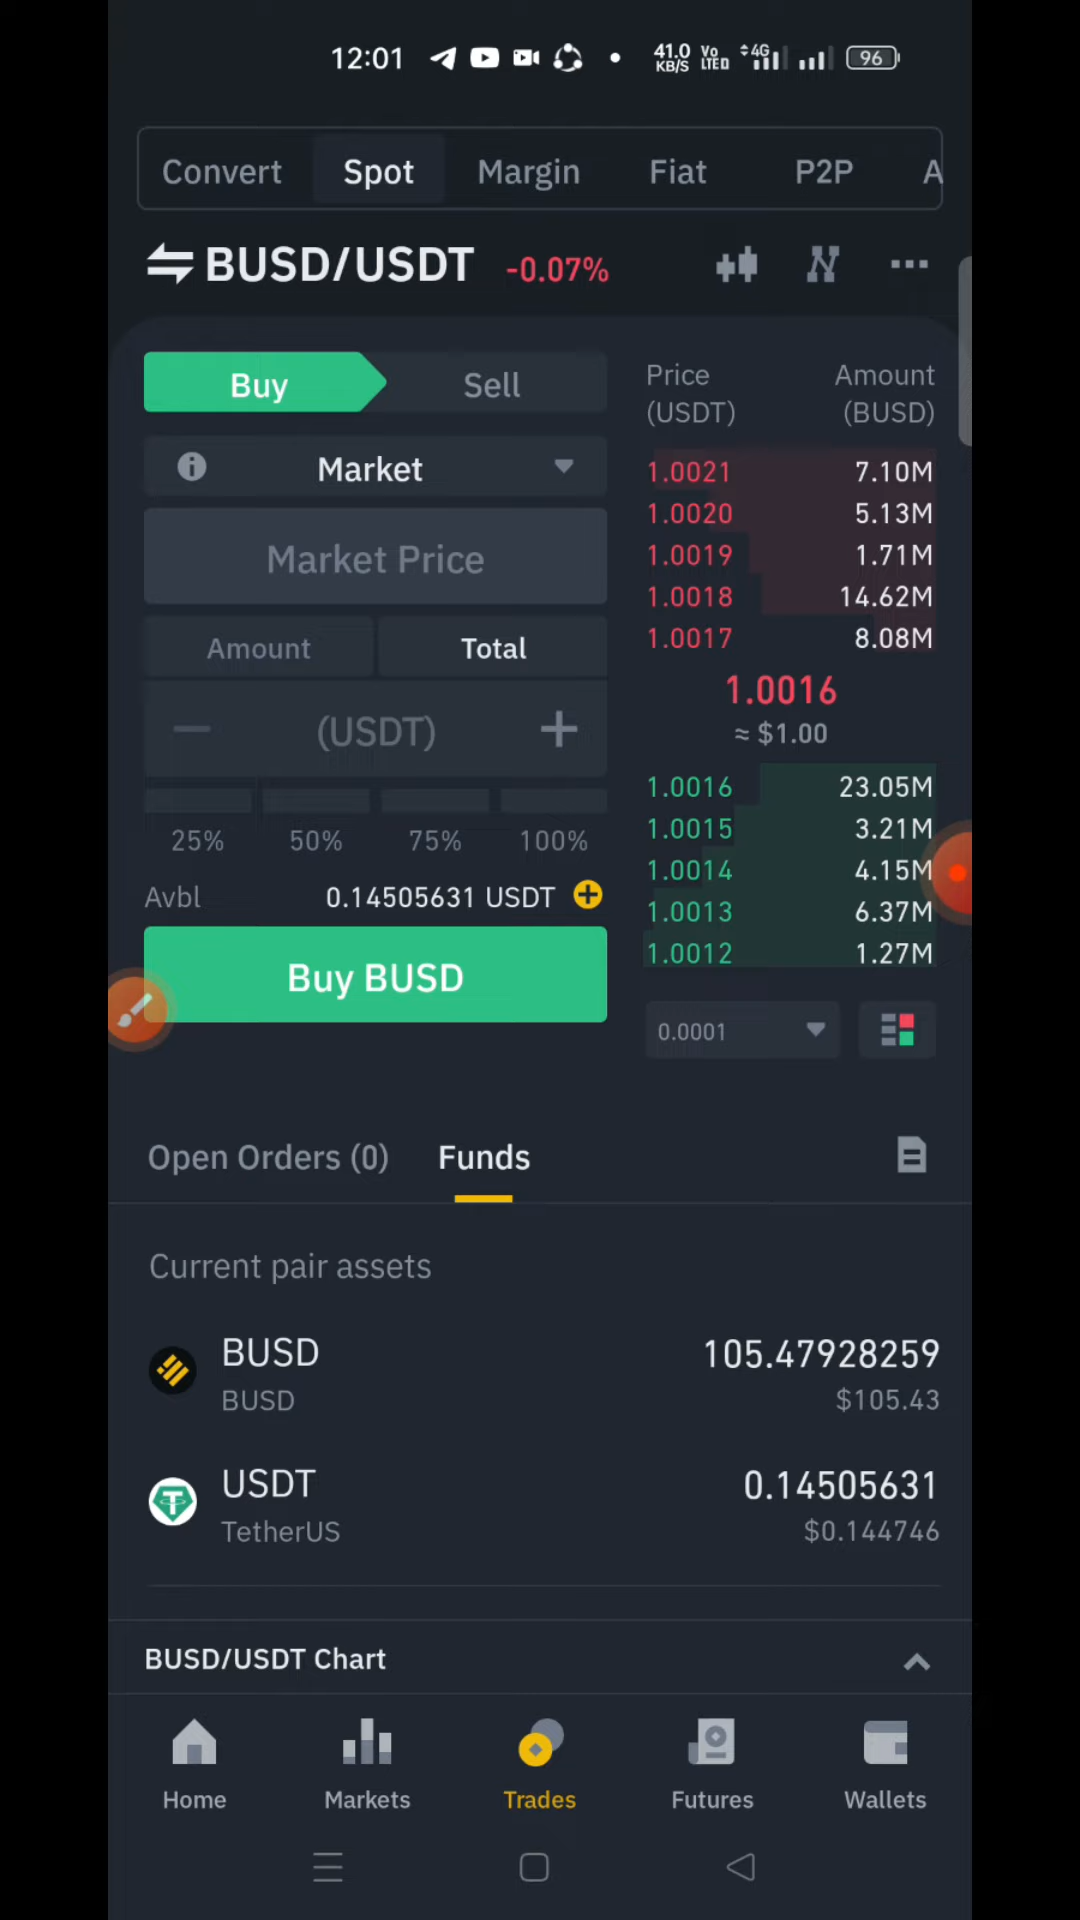 12:01 41.0 KB/S Vo LTE D 4G 96
Convert Spot Margin Fiat P2P A
BUSD/USDT -0.07%
Buy Sell
Market
Market Price
Amount Total
(USDT)
25% 50% 75% 100%
Avbl 0.14505631 USDT
Buy BUSD
Price (USDT) Amount (BUSD)
1.0021 7.10M
1.0020 5.13M
1.0019 1.71M
1.0018 14.62M
1.0017 8.08M
1.0016
≈ $1.00
1.0016 23.05M
1.0015 3.21M
1.0014 4.15M
1.0013 6.37M
1.0012 1.27M
0.0001
Open Orders (0) Funds
Current pair assets
BUSD 105.47928259
BUSD $105.43
USDT 0.14505631
TetherUS $0.144746
BUSD/USDT Chart
Home Markets Trades Futures Wallets